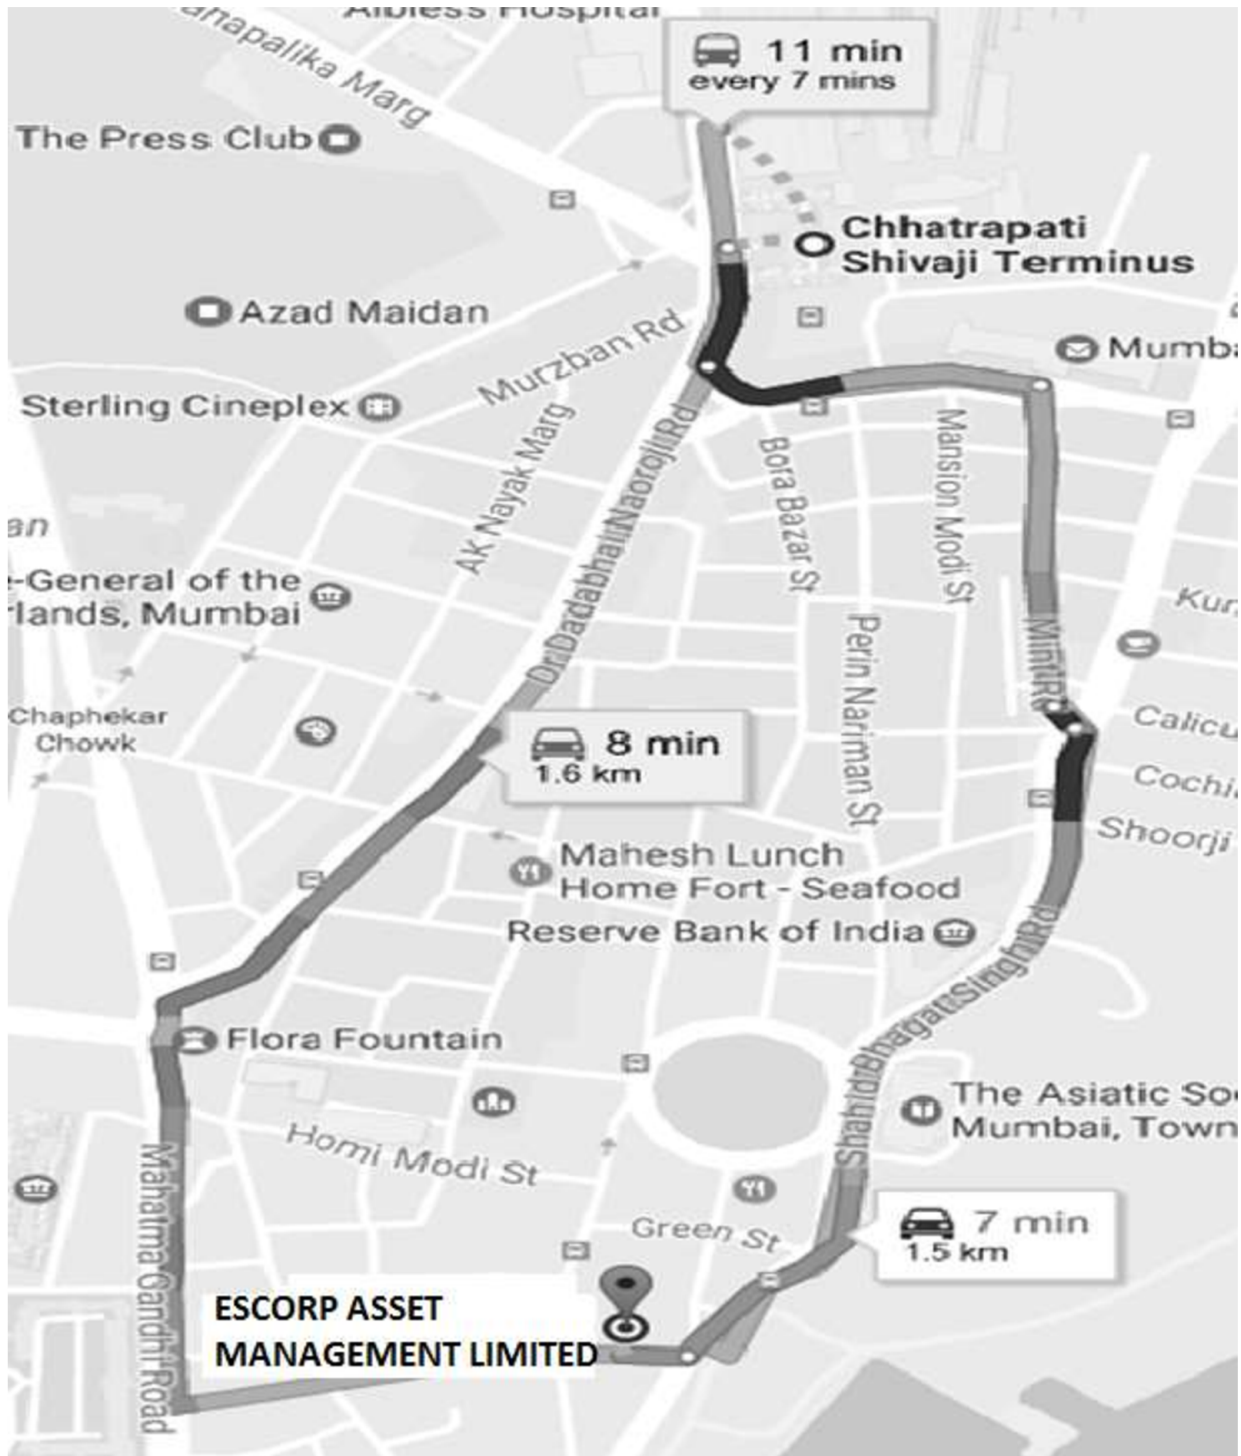 Albless Hospital
anapalika Marg
11 min
every 7 mins
The Press Club
Chhatrapati
Shivaji Terminus
Azad Maidan
Murzban Rd
Mumba
Sterling Cineplex
AK Nayak Marg
Dr Dadabhai Naoroji Rd
Bora Bazar St
Mansion Modi St
an
-General of the
rlands, Mumbai
Kur
Perin Nariman St
Mint Rd
Chaphekar
Chowk
8 min
1.6 km
Calicu
Cochi
Shoorji
Mahesh Lunch
Home Fort - Seafood
Reserve Bank of India
Shahid Bhagat Singh Rd
Flora Fountain
The Asiatic So
Mumbai, Town
Homi Modi St
Mahatma Gandhi Road
Green St
7 min
1.5 km
ESCORP ASSET
MANAGEMENT LIMITED